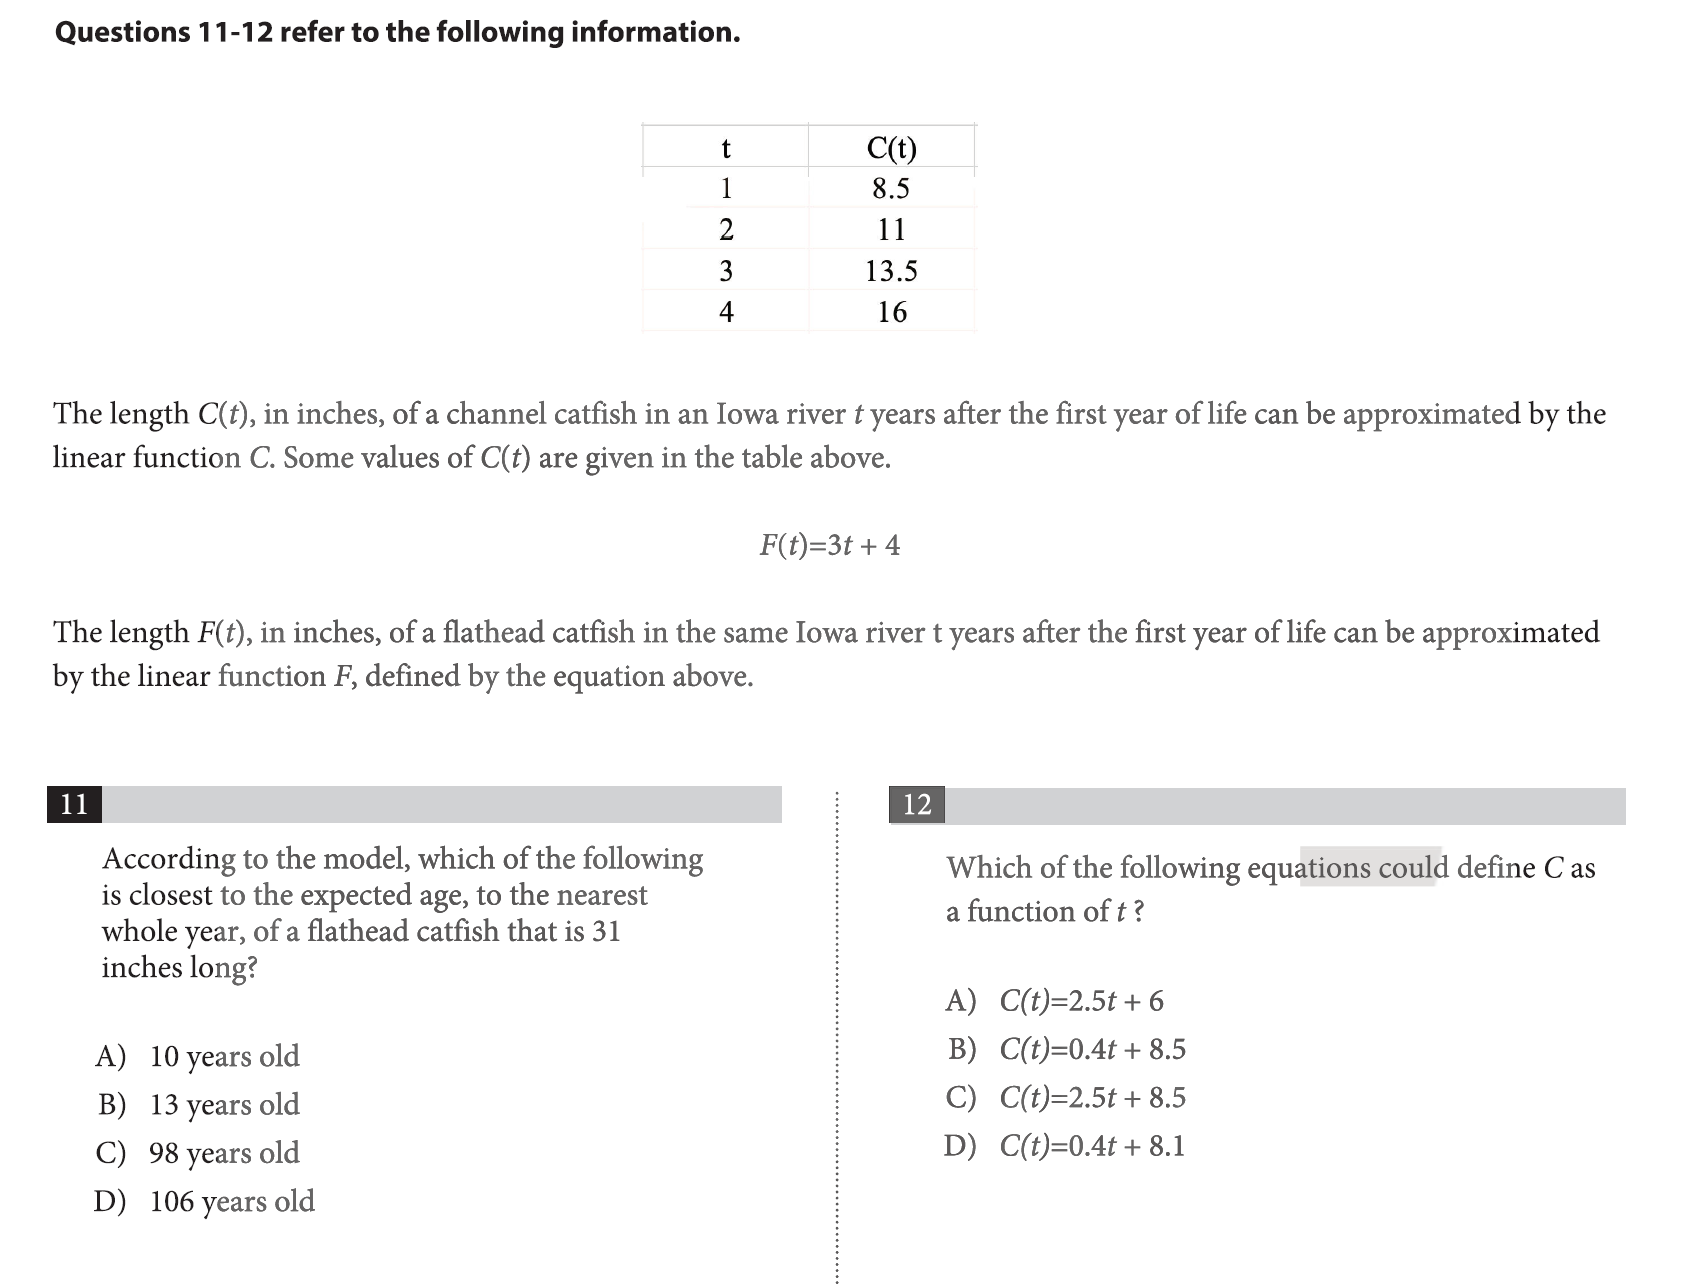 Questions 11-12 refer to the following information.
t C(t)
1 8.5
2 11
3 13.5
4 16
The length C(t), in inches, of a channel catfish in an Iowa river t years after the first year of life can be approximated by the
linear function C. Some values of C(t) are given in the table above.
F(t)=3t + 4
The length F(t), in inches, of a flathead catfish in the same Iowa river t years after the first year of life can be approximated
by the linear function F, defined by the equation above.
11
According to the model, which of the following
is closest to the expected age, to the nearest
whole year, of a flathead catfish that is 31
inches long?
A) 10 years old
B) 13 years old
C) 98 years old
D) 106 years old
12
Which of the following equations could define C as
a function of t ?
A) C(t)=2.5t + 6
B) C(t)=0.4t + 8.5
C) C(t)=2.5t + 8.5
D) C(t)=0.4t + 8.1